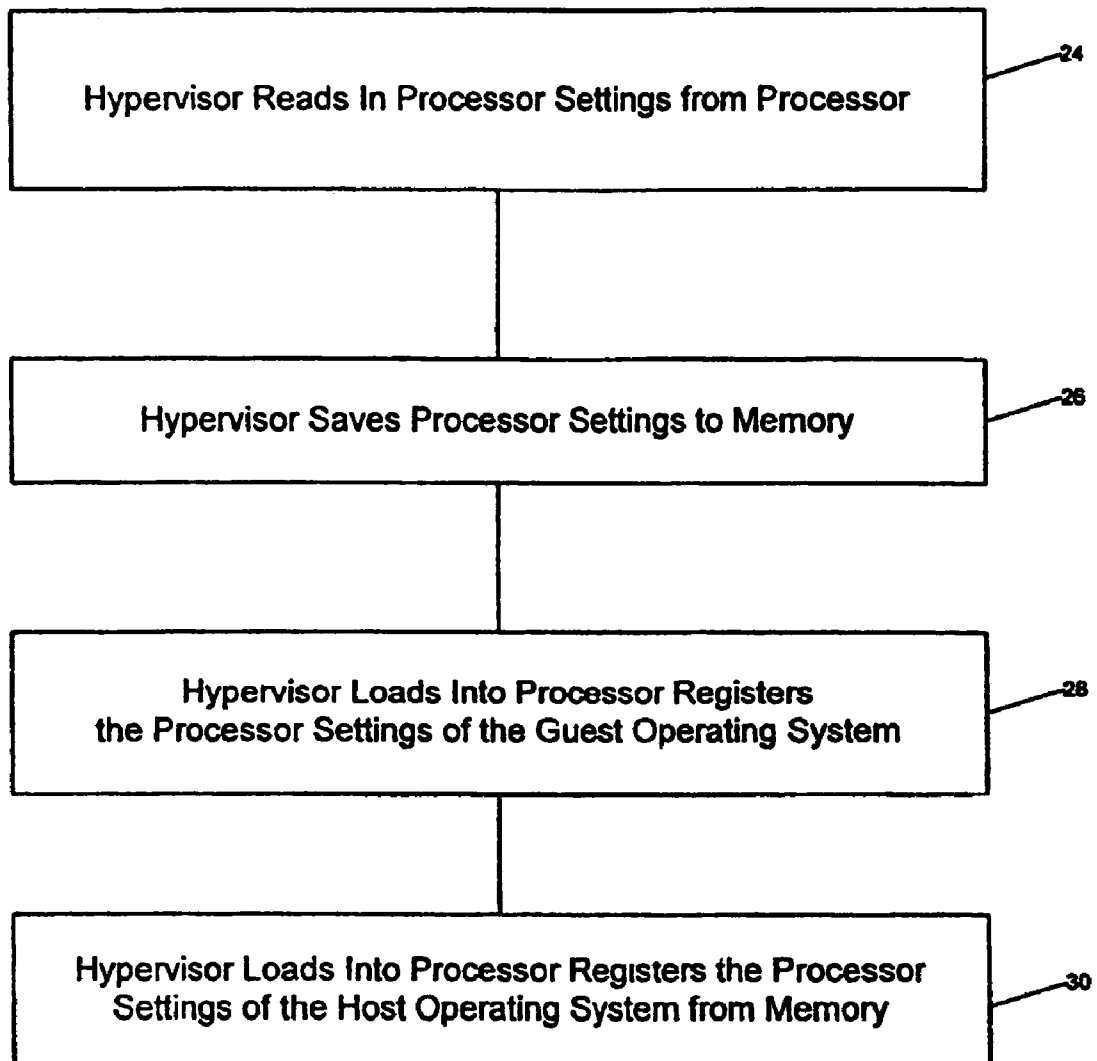 Hypervisor Reads In Processor Settings from Processor
24
Hypervisor Saves Processor Settings to Memory
26
Hypervisor Loads Into Processor Registers
the Processor Settings of the Guest Operating System
28
Hypervisor Loads Into Processor Registers the Processor
Settings of the Host Operating System from Memory
30